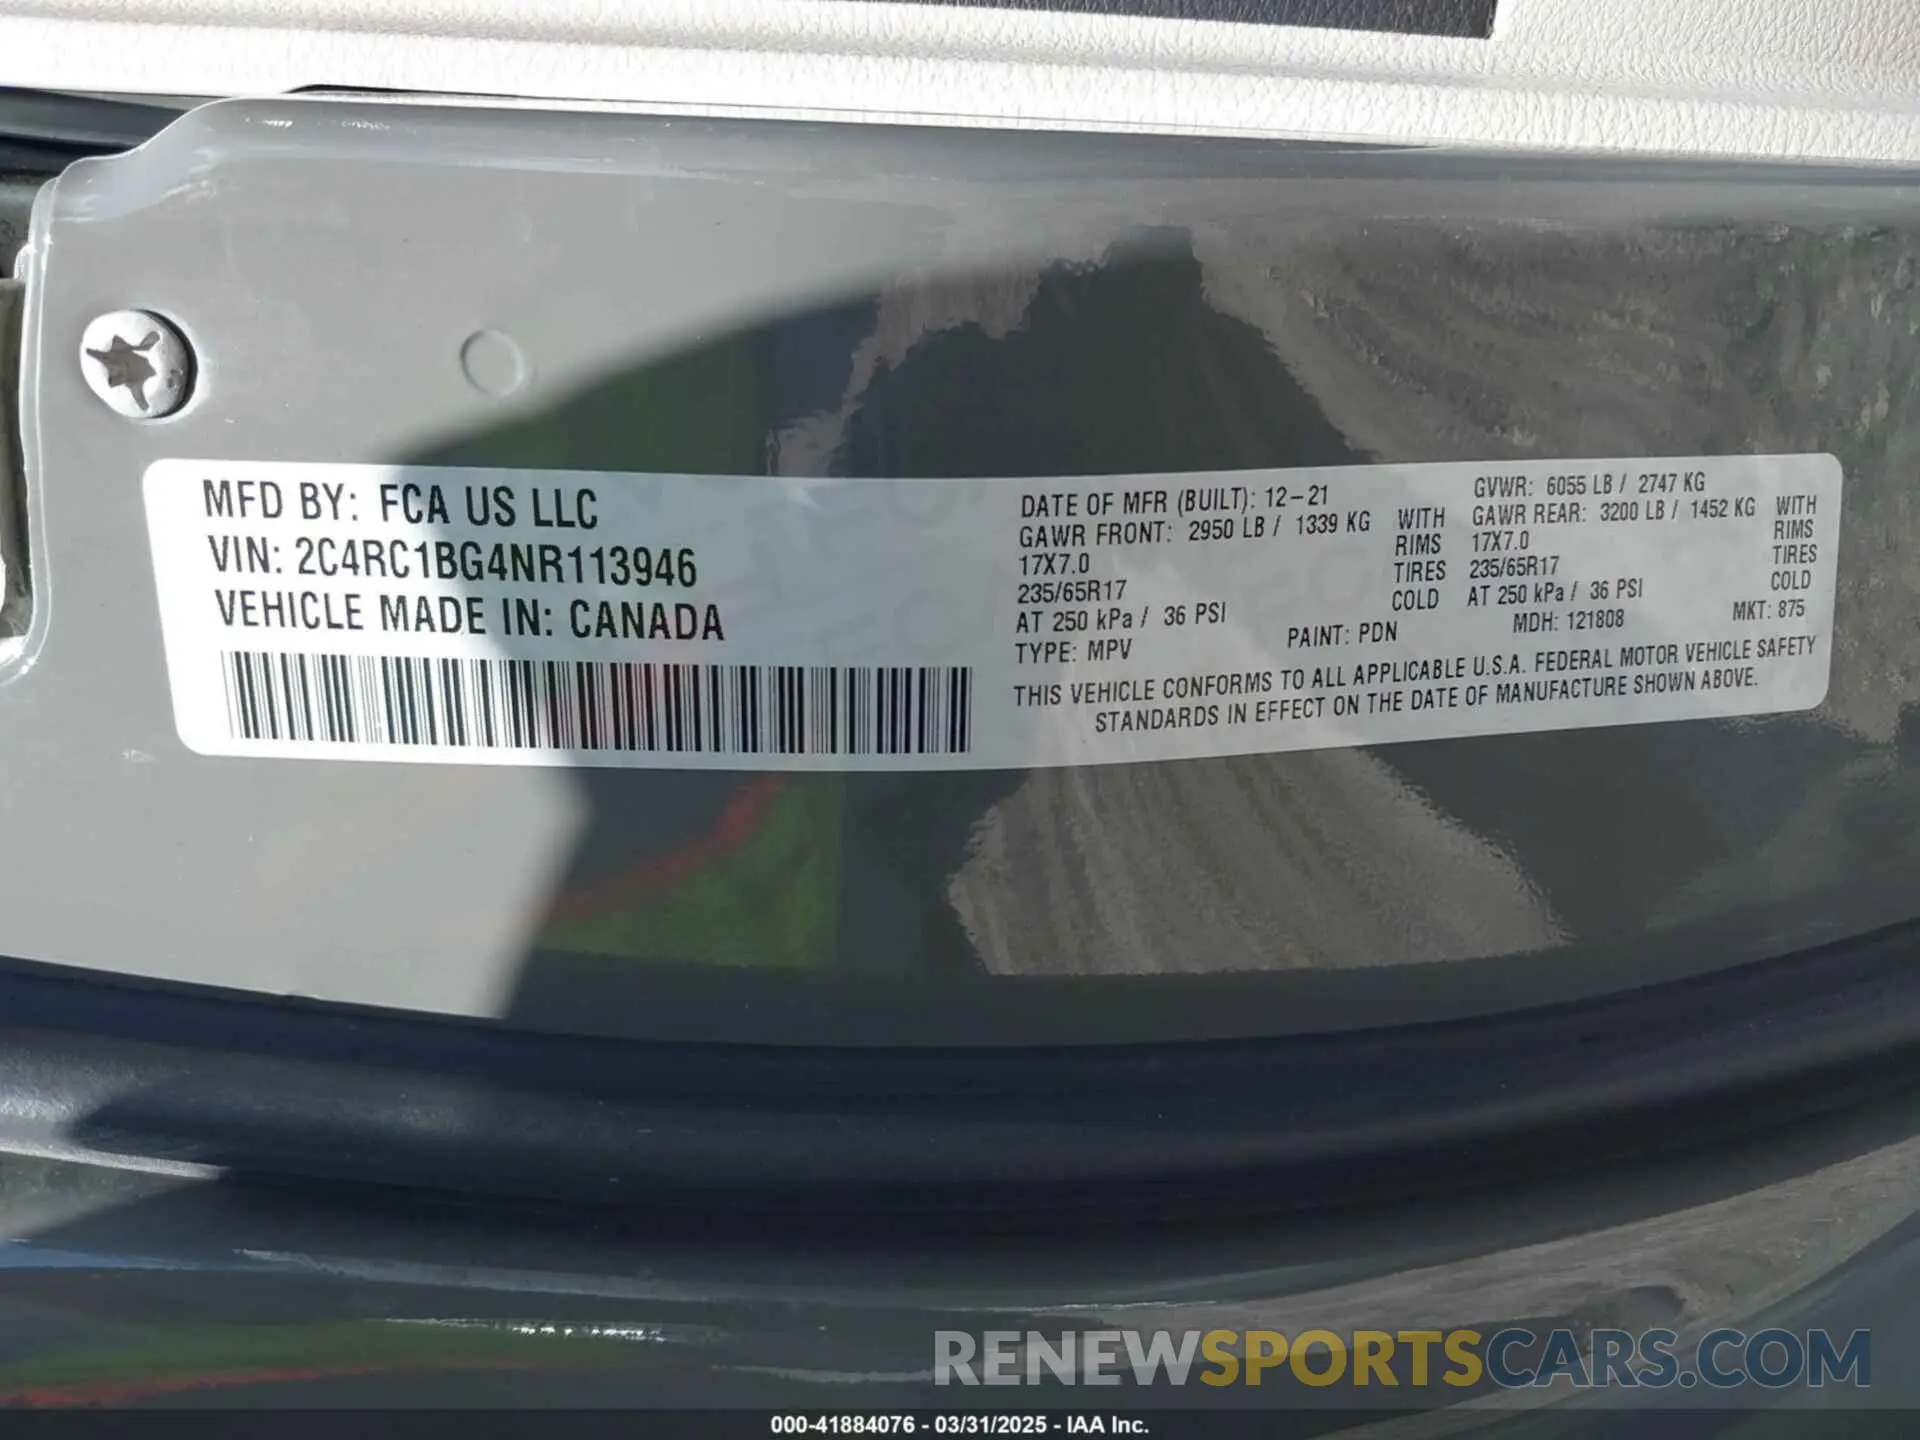 MFD BY: FCA US LLC
VIN: 2C4RC1BG4NR113946
VEHICLE MADE IN: CANADA
DATE OF MFR (BUILT): 12-21
GAWR FRONT: 2950 LB / 1339 KG WITH
17X7.0 RIMS
235/65R17 TIRES
AT 250 kPa / 36 PSI COLD
GVWR: 6055 LB / 2747 KG
GAWR REAR: 3200 LB / 1452 KG WITH
17X7.0 RIMS
235/65R17 TIRES
AT 250 kPa / 36 PSI COLD
TYPE: MPV PAINT: PDN MDH: 121808 MKT: 875
THIS VEHICLE CONFORMS TO ALL APPLICABLE U.S.A. FEDERAL MOTOR VEHICLE SAFETY
STANDARDS IN EFFECT ON THE DATE OF MANUFACTURE SHOWN ABOVE.
RENEWSPORTSCARS.COM
000-41884076 - 03/31/2025 - IAA Inc.